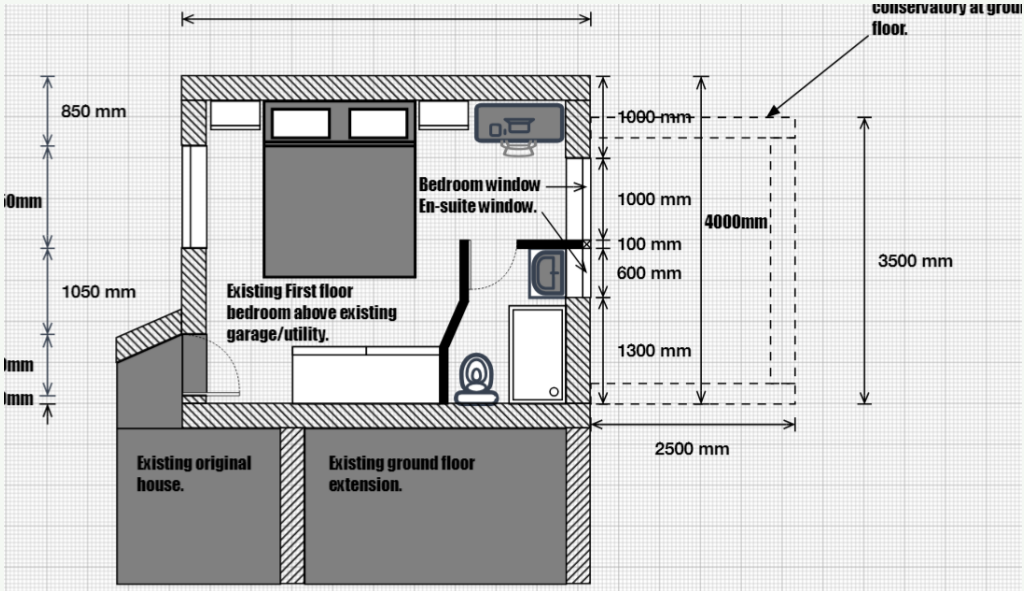 conservatory at
floor.
850 mm
1000 mm
Bedroom window
En-suite window.
1000 mm
4000mm
100 mm
600 mm
3500 mm
1050 mm
Existing First floor
bedroom above existing
garage/utility.
1300 mm
2500 mm
Existing original
house.
Existing ground floor
extension.